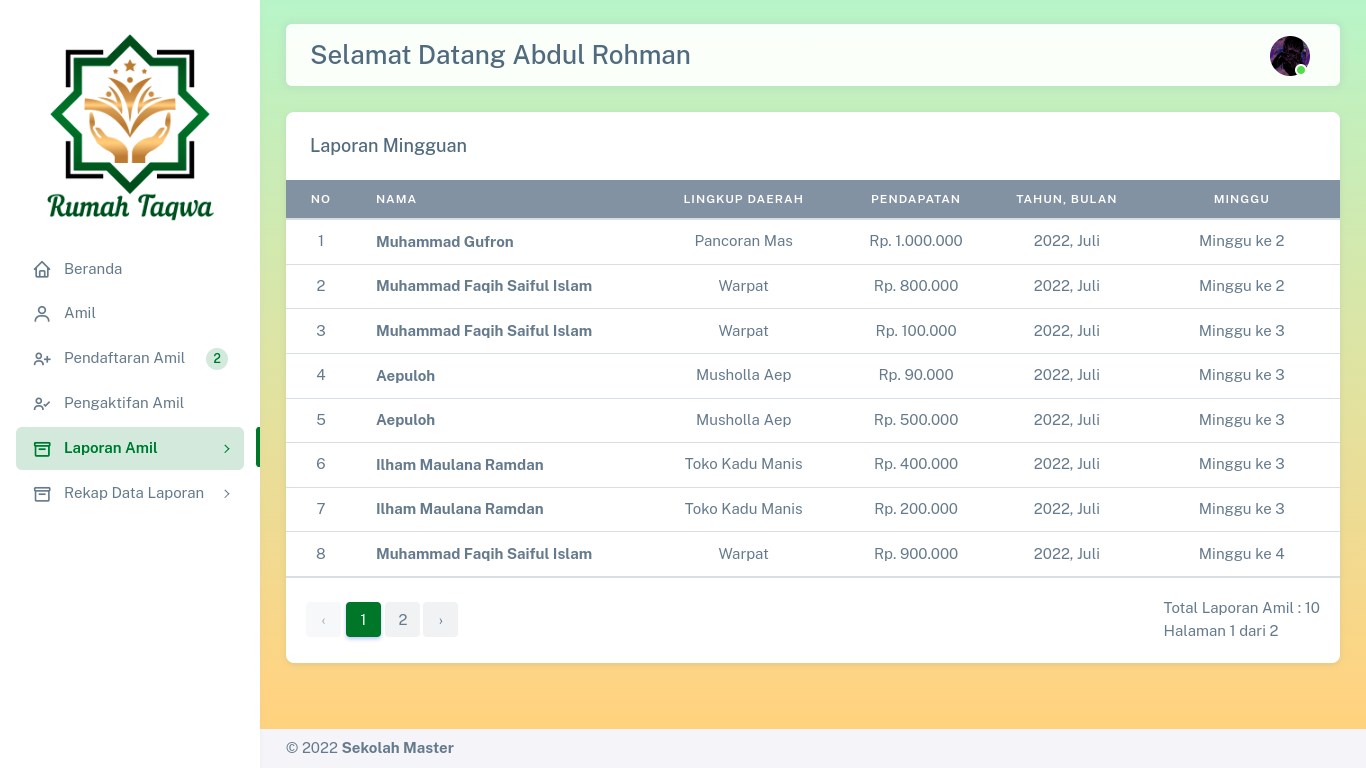 Rumah Taqwa
Beranda
Amil
Pendaftaran Amil 2
Pengaktifan Amil
Laporan Amil
Rekap Data Laporan
Selamat Datang Abdul Rohman
Laporan Mingguan
NO NAMA LINGKUP DAERAH PENDAPATAN TAHUN, BULAN MINGGU
1 Muhammad Gufron Pancoran Mas Rp. 1.000.000 2022, Juli Minggu ke 2
2 Muhammad Faqih Saiful Islam Warpat Rp. 800.000 2022, Juli Minggu ke 2
3 Muhammad Faqih Saiful Islam Warpat Rp. 100.000 2022, Juli Minggu ke 3
4 Aepuloh Musholla Aep Rp. 90.000 2022, Juli Minggu ke 3
5 Aepuloh Musholla Aep Rp. 500.000 2022, Juli Minggu ke 3
6 Ilham Maulana Ramdan Toko Kadu Manis Rp. 400.000 2022, Juli Minggu ke 3
7 Ilham Maulana Ramdan Toko Kadu Manis Rp. 200.000 2022, Juli Minggu ke 3
8 Muhammad Faqih Saiful Islam Warpat Rp. 900.000 2022, Juli Minggu ke 4
‹ 1 2 ›
Total Laporan Amil : 10
Halaman 1 dari 2
© 2022 Sekolah Master